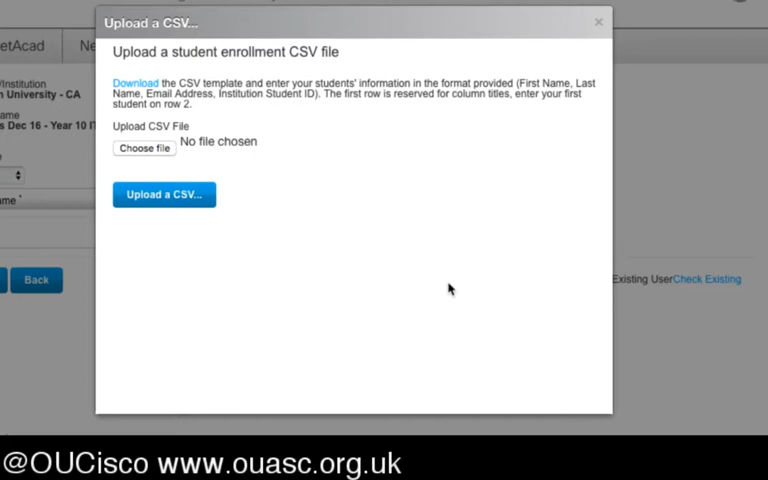 Upload a CSV...
×
etAcad
Ne
Upload a student enrollment CSV file
/Institution
n University - CA
Download the CSV template and enter your students' information in the format provided (First Name, Last
Name, Email Address, Institution Student ID). The first row is reserved for column titles, enter your first
student on row 2.
ame
s Dec 16 - Year 10 IT
Upload CSV File
Choose file No file chosen
e
ame *
Upload a CSV...
Back
Existing UserCheck Existing
@OUCisco www.ouasc.org.uk